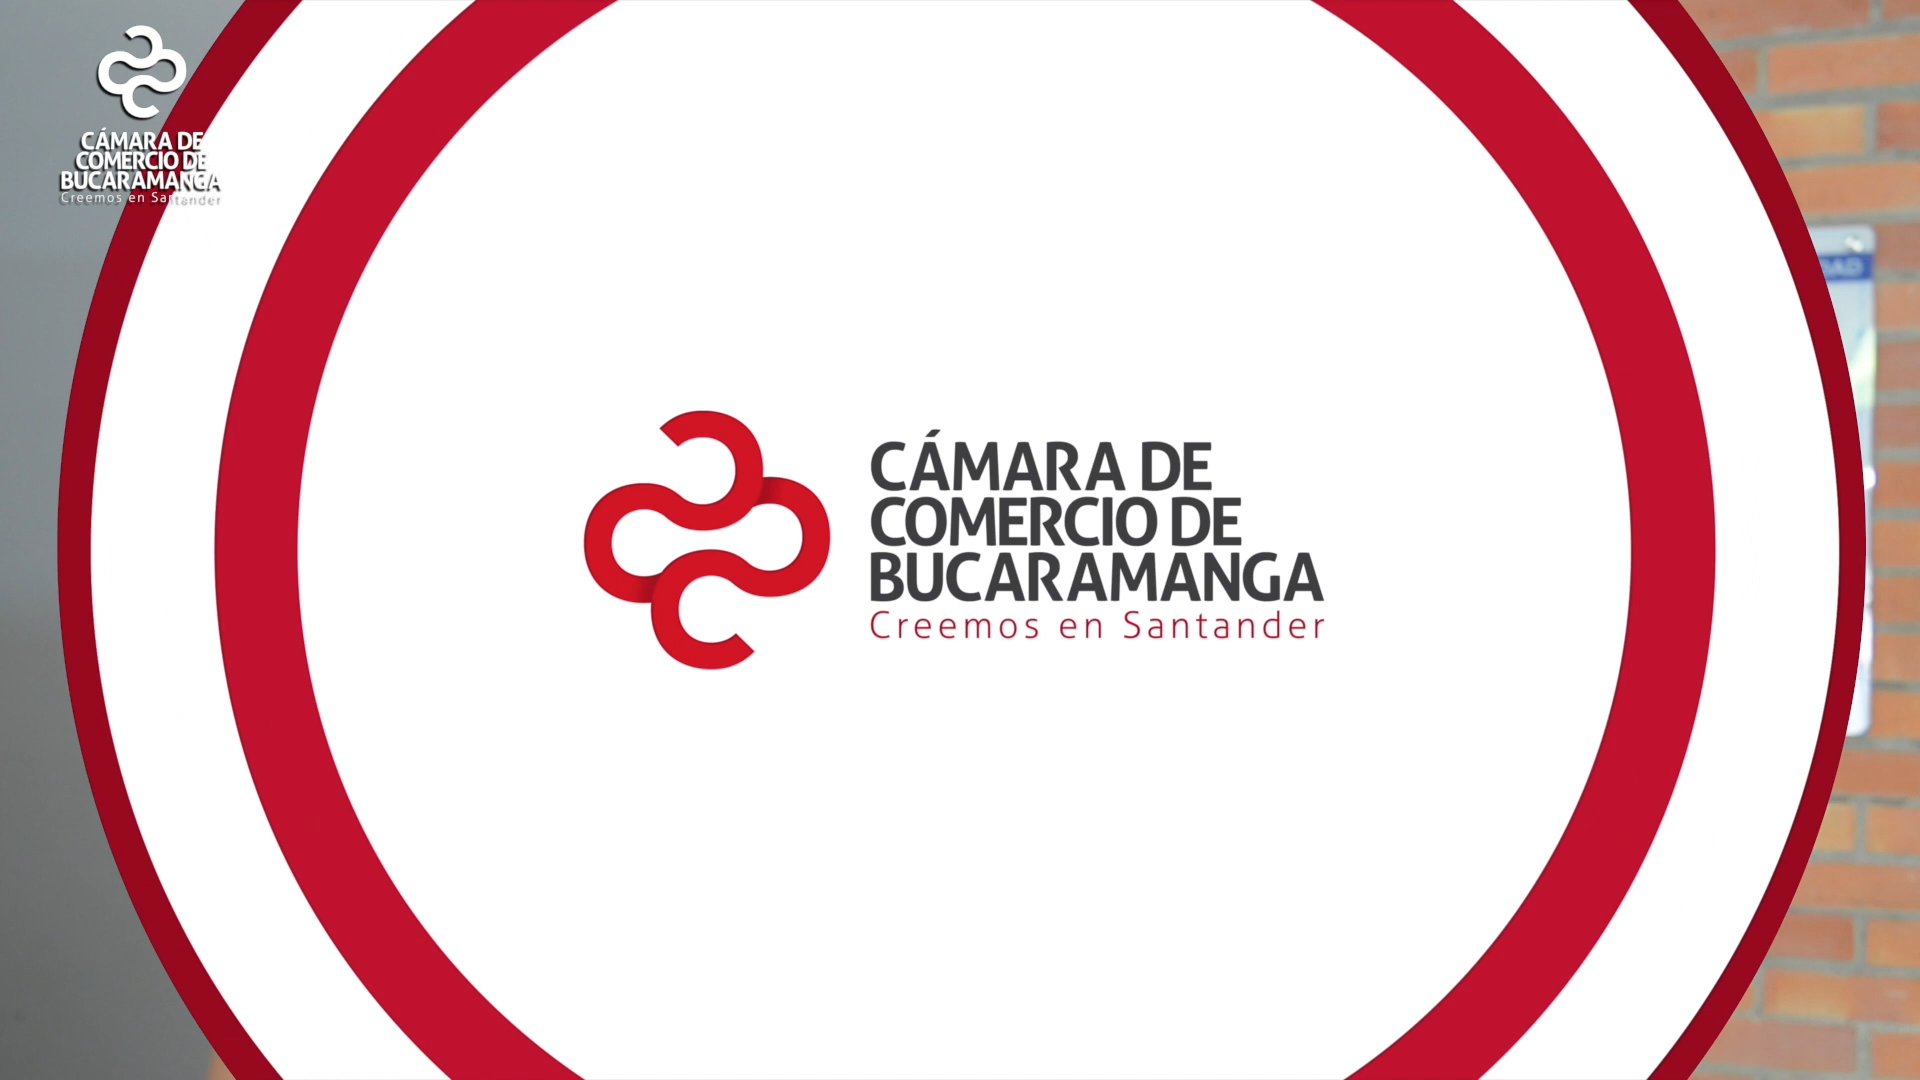 CÁMARA DE
COMERCIO DE
BUCARAMANGA
Creemos en Santander
CÁMARA DE
COMERCIO DE
BUCARAMANGA
Creemos en Santander